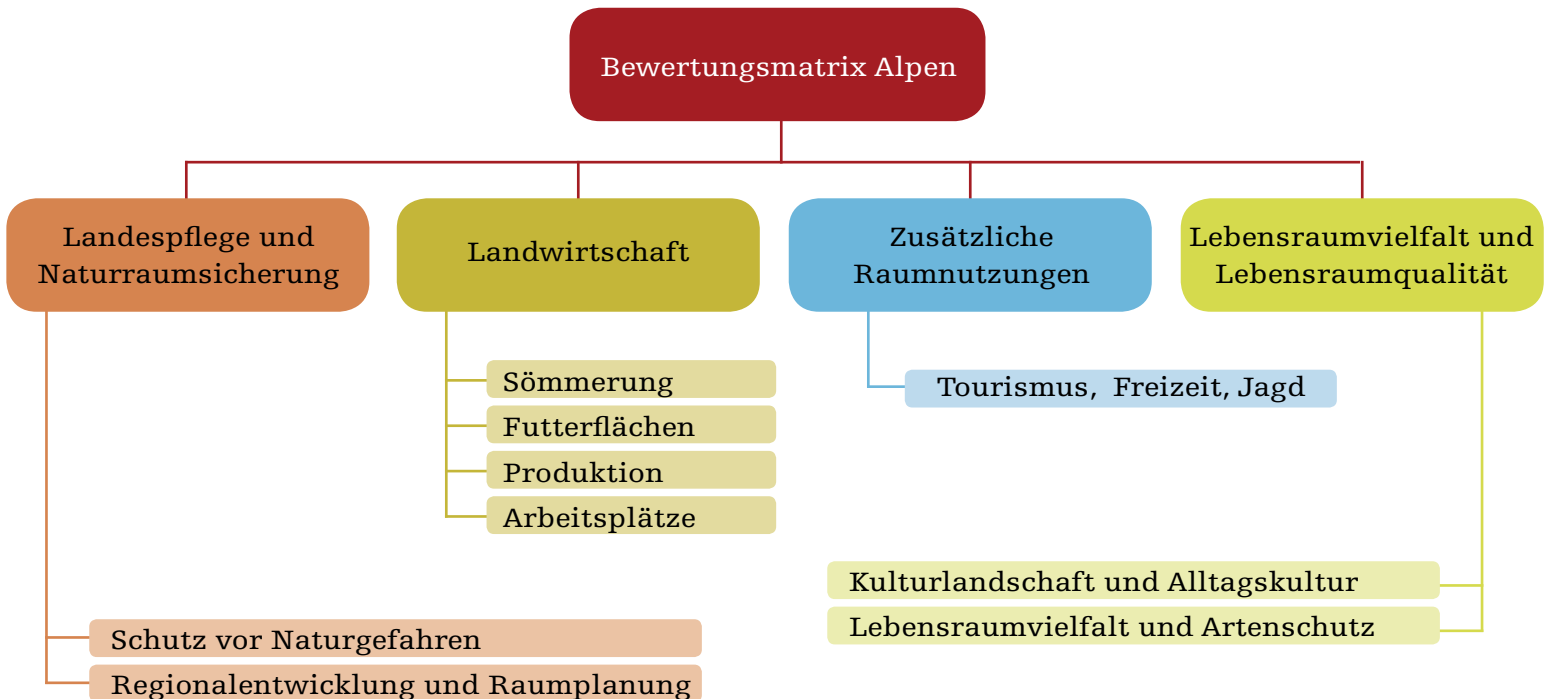 Bewertungsmatrix Alpen
Landespflege und
Naturraumsicherung
Landwirtschaft
Zusätzliche
Raumnutzungen
Lebensraumvielfalt und
Lebensraumqualität
Sömmerung
Futterflächen
Produktion
Arbeitsplätze
Tourismus, Freizeit, Jagd
Kulturlandschaft und Alltagskultur
Lebensraumvielfalt und Artenschutz
Schutz vor Naturgefahren
Regionalentwicklung und Raumplanung